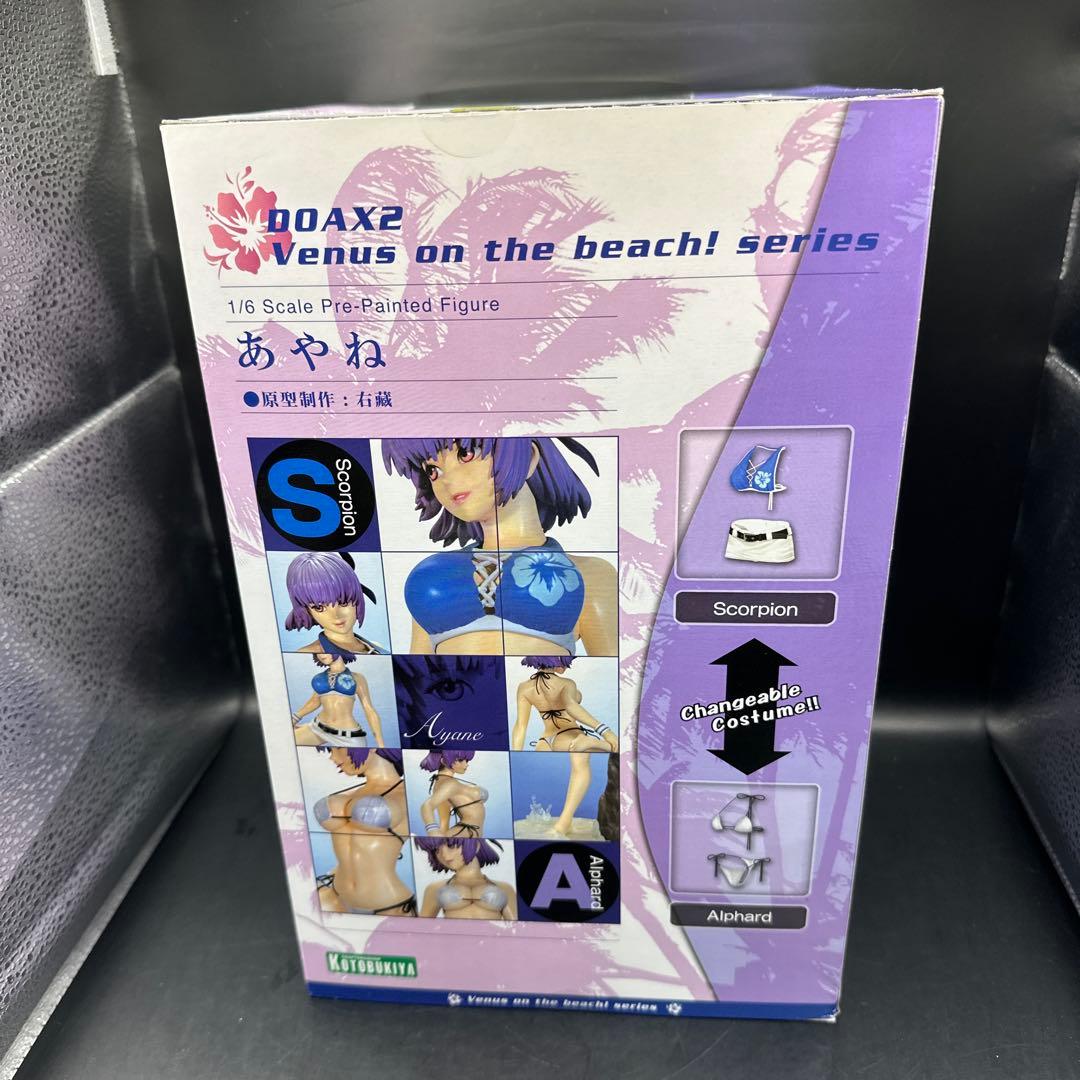 DOAX2
Venus on the beach! series
1/6 Scale Pre-Painted Figure
あやね
●原型制作：右藏
S
Scorpion
Ayane
A
Alphard
Scorpion
Changeable
Costume!!
Alphard
KOTOBUKIYA
Venus on the beach! series